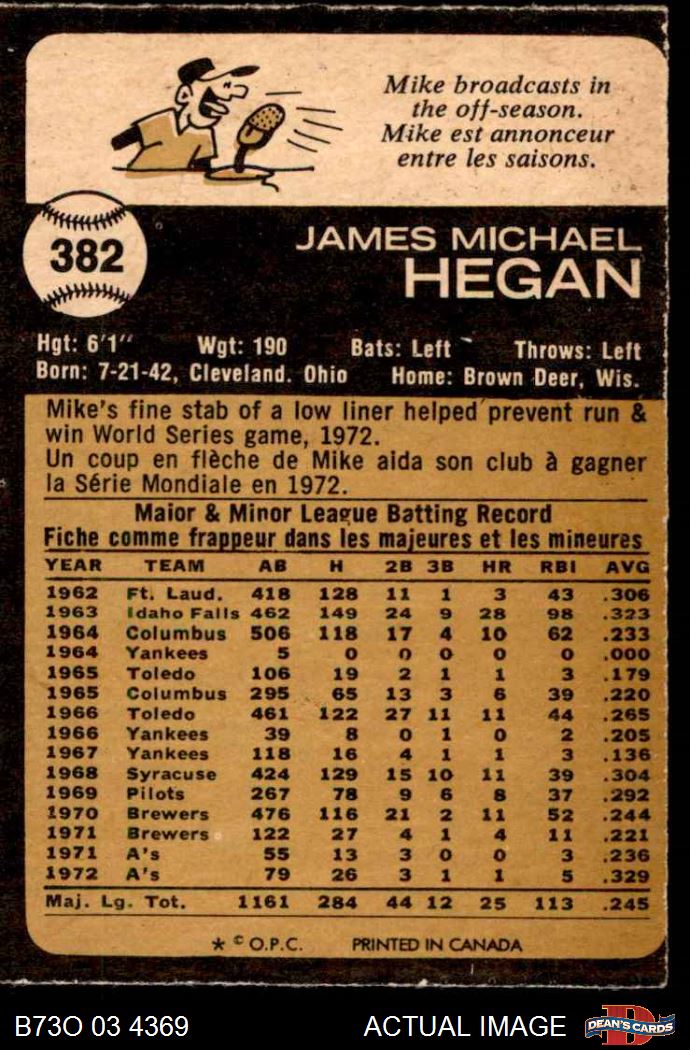 Mike broadcasts in
the off-season.
Mike est annonceur
entre les saisons.
382
JAMES MICHAEL
HEGAN
Hgt: 6'1" Wgt: 190 Bats: Left Throws: Left
Born: 7-21-42, Cleveland. Ohio Home: Brown Deer, Wis.
Mike's fine stab of a low liner helped prevent run &
win World Series game, 1972.
Un coup en flèche de Mike aida son club à gagner
la Série Mondiale en 1972.
Major & Minor League Batting Record
Fiche comme frappeur dans les majeures et les mineures
YEAR TEAM AB H 2B 3B HR RBI AVG
1962 Ft. Laud. 418 128 11 1 3 43 .306
1963 Idaho Falls 462 149 24 9 28 98 .323
1964 Columbus 506 118 17 4 10 62 .233
1964 Yankees 5 0 0 0 0 0 .000
1965 Toledo 106 19 2 1 1 3 .179
1965 Columbus 295 65 13 3 6 39 .220
1966 Toledo 461 122 27 11 11 44 .265
1966 Yankees 39 8 0 1 0 2 .205
1967 Yankees 118 16 4 1 1 3 .136
1968 Syracuse 424 129 15 10 11 39 .304
1969 Pilots 267 78 9 6 8 37 .292
1970 Brewers 476 116 21 2 11 52 .244
1971 Brewers 122 27 4 1 4 11 .221
1971 A's 55 13 3 0 0 3 .236
1972 A's 79 26 3 1 1 5 .329
Maj. Lg. Tot. 1161 284 44 12 25 113 .245
* © O.P.C. PRINTED IN CANADA
B73O 03 4369 ACTUAL IMAGE DEAN'S CARDS